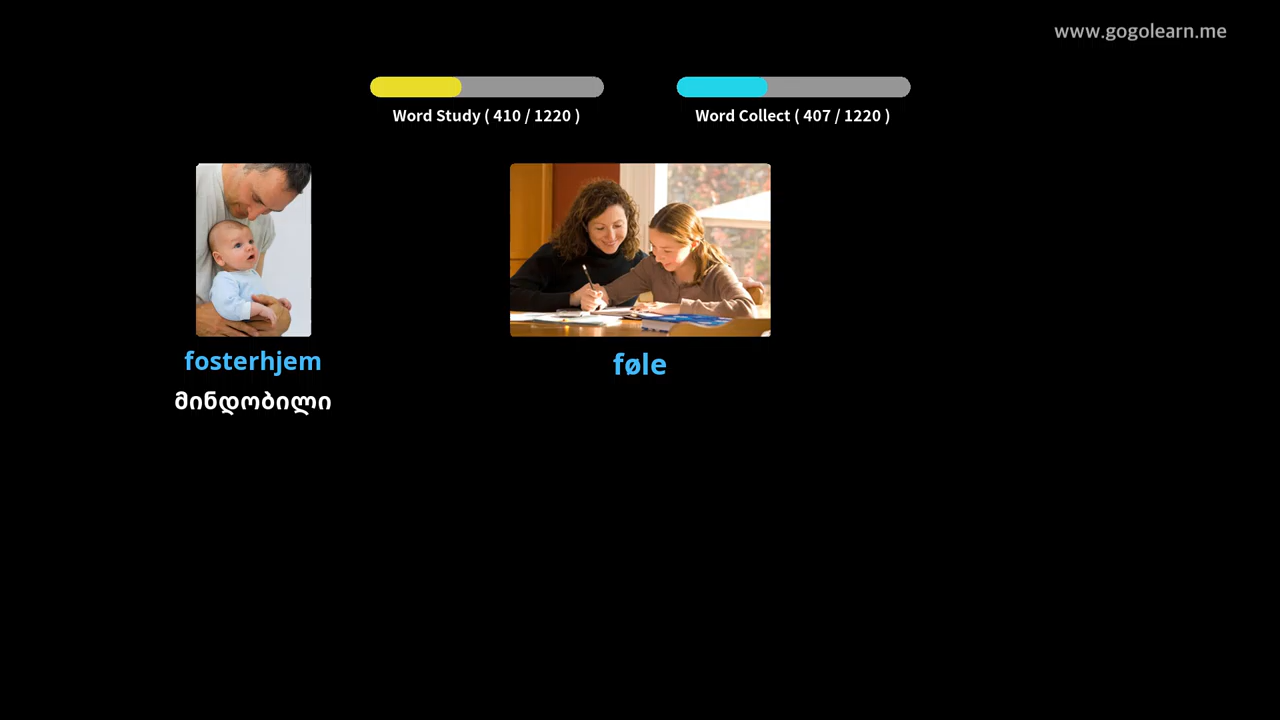 www.gogolearn.me
Word Study ( 410 / 1220 )
Word Collect ( 407 / 1220 )
fosterhjem
მინდობილი
føle